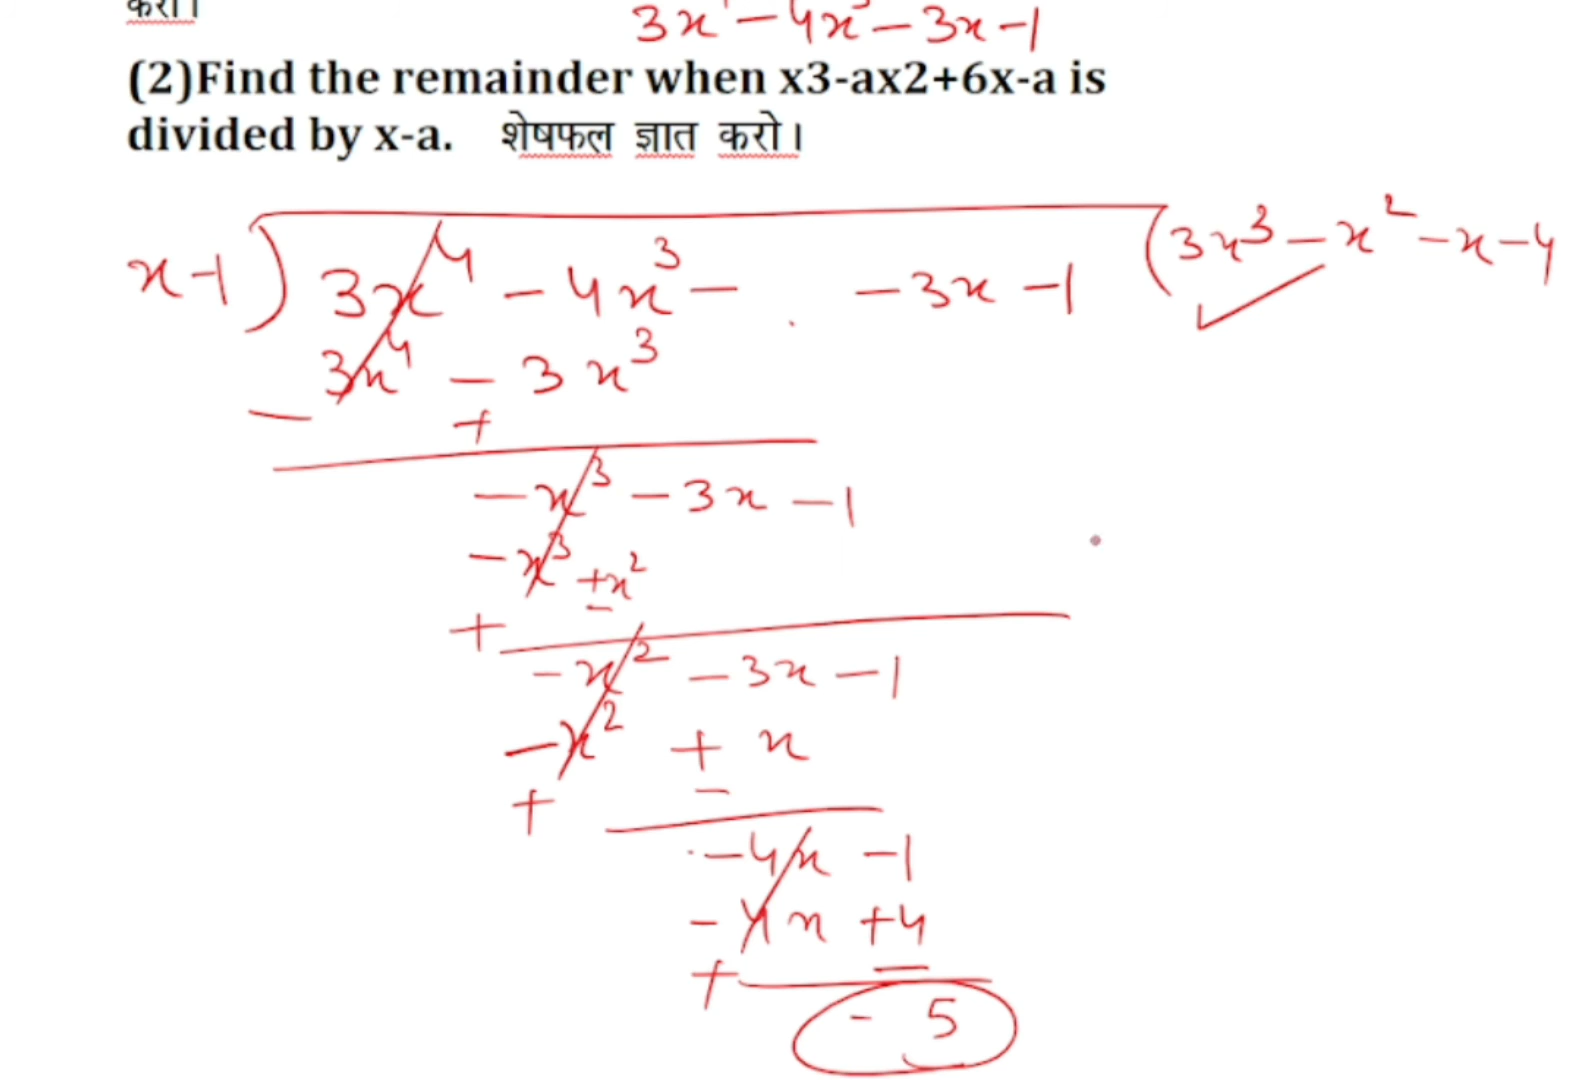 3x⁴-4x³-3x-1
(2)Find the remainder when x3-ax2+6x-a is
divided by x-a. शेषफल ज्ञात करो।
x-1) 3x⁴ - 4x³ - -3x -1 (3x³-x²-x-4
3x⁴ - 3x³
- +
-x³ -3x -1
-x³ +x²
+ -
-x² -3x -1
-x² + x
+ -
-4x -1
-4x +4
+ -
- 5